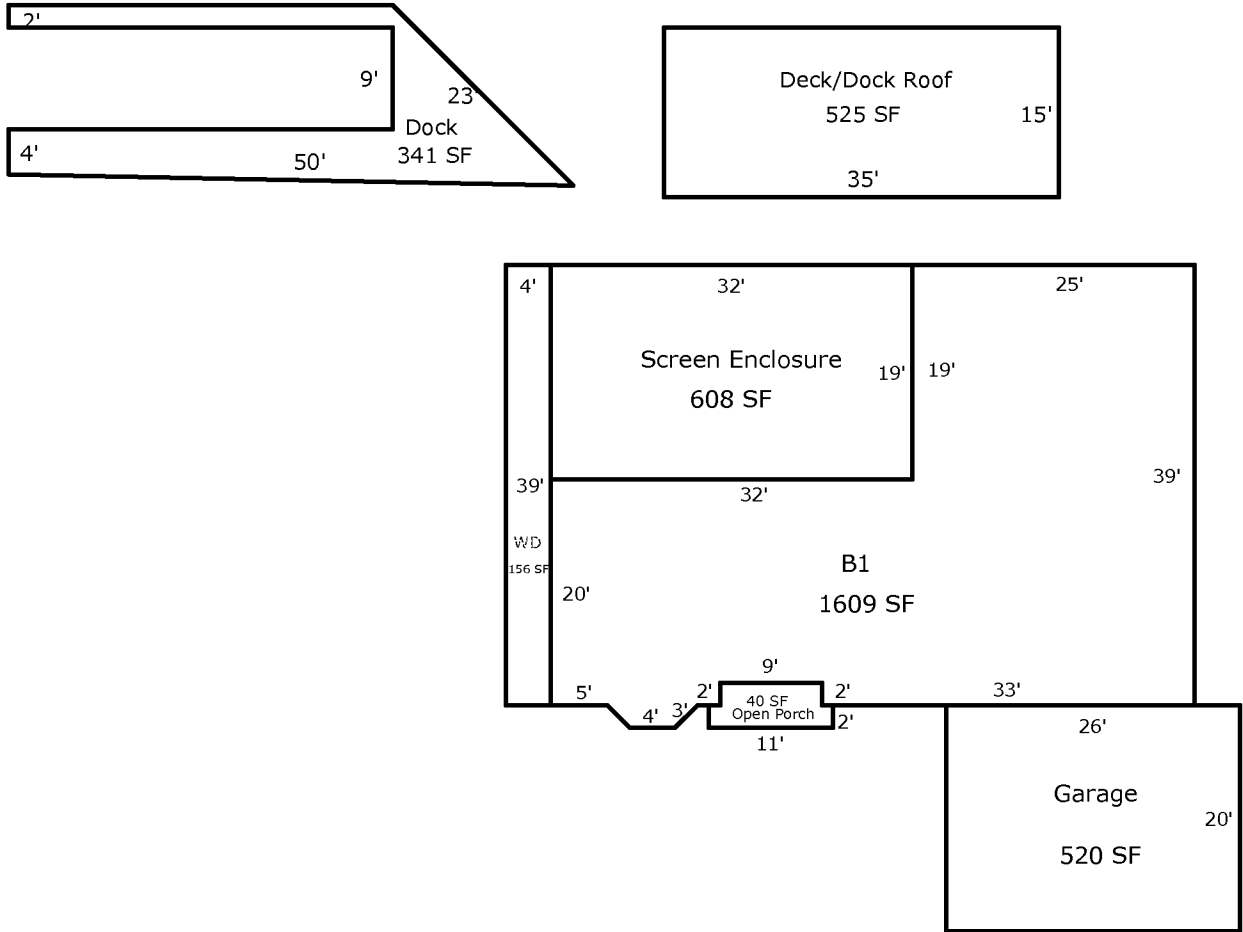 2'
9'
23'
Dock
341 SF
4'
50'
Deck/Dock Roof
525 SF
15'
35'
4'
32'
25'
Screen Enclosure
608 SF
19'
19'
39'
32'
39'
WD
156 SF
20'
B1
1609 SF
5'
4'
3'
2'
9'
2'
33'
40 SF
Open Porch
2'
11'
26'
Garage
20'
520 SF